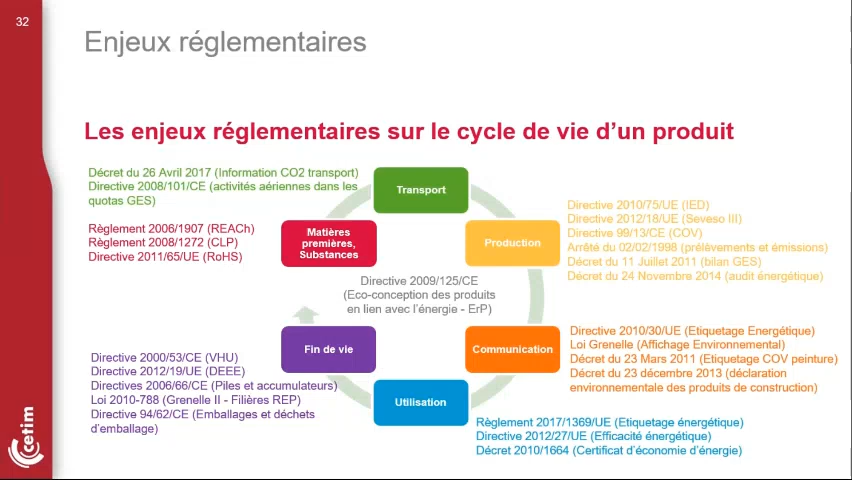 32
Enjeux réglementaires
Les enjeux réglementaires sur le cycle de vie d'un produit
Décret du 26 Avril 2017 (Information CO2 transport)
Directive 2008/101/CE (activités aériennes dans les
quotas GES)
Transport
Règlement 2006/1907 (REACh)
Règlement 2008/1272 (CLP)
Directive 2011/65/UE (RoHS)
Matières
premières,
Substances
Production
Directive 2010/75/UE (IED)
Directive 2012/18/UE (Seveso III)
Directive 99/13/CE (COV)
Arrêté du 02/02/1998 (prélèvements et émissions)
Décret du 11 Juillet 2011 (bilan GES)
Décret du 24 Novembre 2014 (audit énergétique)
Directive 2009/125/CE
(Eco-conception des produits
en lien avec l'énergie - ErP)
Fin de vie
Communication
Directive 2010/30/UE (Etiquetage Energétique)
Loi Grenelle (Affichage Environnemental)
Décret du 23 Mars 2011 (Etiquetage COV peinture)
Décret du 23 décembre 2013 (déclaration
environnementale des produits de construction)
Directive 2000/53/CE (VHU)
Directive 2012/19/UE (DEEE)
Directives 2006/66/CE (Piles et accumulateurs)
Loi 2010-788 (Grenelle II - Filières REP)
Directive 94/62/CE (Emballages et déchets
d'emballage)
Utilisation
Règlement 2017/1369/UE (Etiquetage énergétique)
Directive 2012/27/UE (Efficacité énergétique)
Décret 2010/1664 (Certificat d'économie d'énergie)
cetim